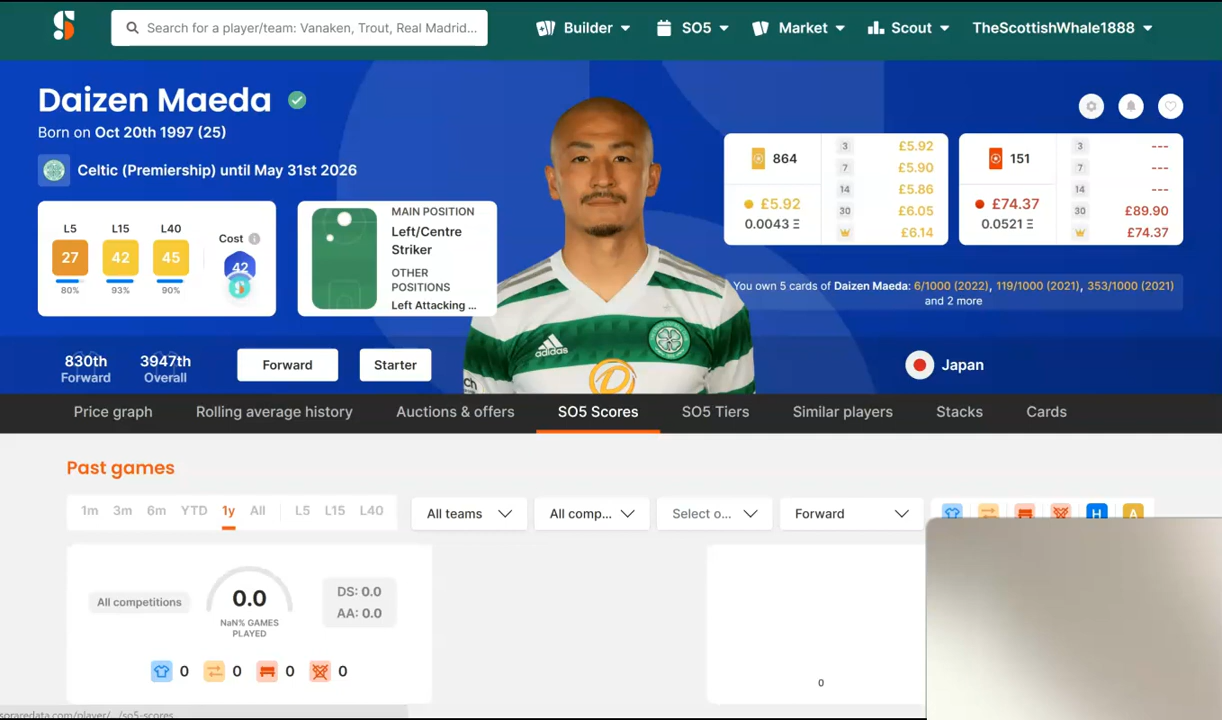 Search for a player/team: Vanaken, Trout, Real Madrid...
Builder
SO5
Market
Scout
TheScottishWhale1888
Daizen Maeda
Born on Oct 20th 1997 (25)
Celtic (Premiership) until May 31st 2026
L5 L15 L40
27 42 45
80% 93% 90%
Cost
42
MAIN POSITION
Left/Centre
Striker
OTHER
POSITIONS
Left Attacking ...
864
£5.92
0.0043 Ξ
3 £5.92
7 £5.90
14 £5.86
30 £6.05
£6.14
151
£74.37
0.0521 Ξ
3 ---
7 ---
14 ---
30 £89.90
£74.37
You own 5 cards of Daizen Maeda: 6/1000 (2022), 119/1000 (2021), 353/1000 (2021)
and 2 more
830th
Forward
3947th
Overall
Forward
Starter
adidas
Japan
Price graph
Rolling average history
Auctions & offers
SO5 Scores
SO5 Tiers
Similar players
Stacks
Cards
Past games
1m 3m 6m YTD 1y All L5 L15 L40
All teams
All comp...
Select o...
Forward
H
A
All competitions
0.0
NaN% GAMES
PLAYED
DS: 0.0
AA: 0.0
0 0 0 0
0
soraredata.com/player/.../so5-scores